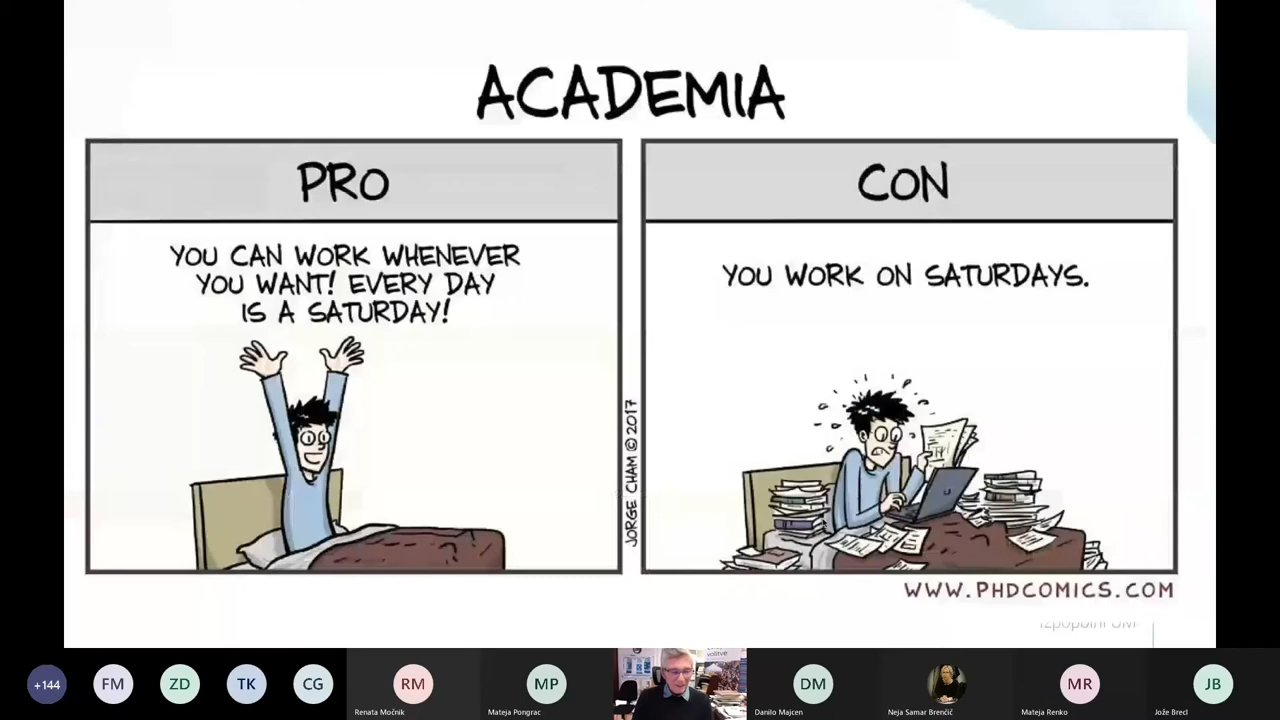 ACADEMIA
PRO
YOU CAN WORK WHENEVER
YOU WANT! EVERY DAY
IS A SATURDAY!
JORGE CHAM © 2017
CON
YOU WORK ON SATURDAYS.
WWW.PHDCOMICS.COM
volitve
+144
FM
ZD
TK
CG
RM
MP
DM
MR
JB
Renata Močnik
Mateja Pongrac
Danilo Majcen
Neja Samar Brenčič
Mateja Renko
Jože Brecl